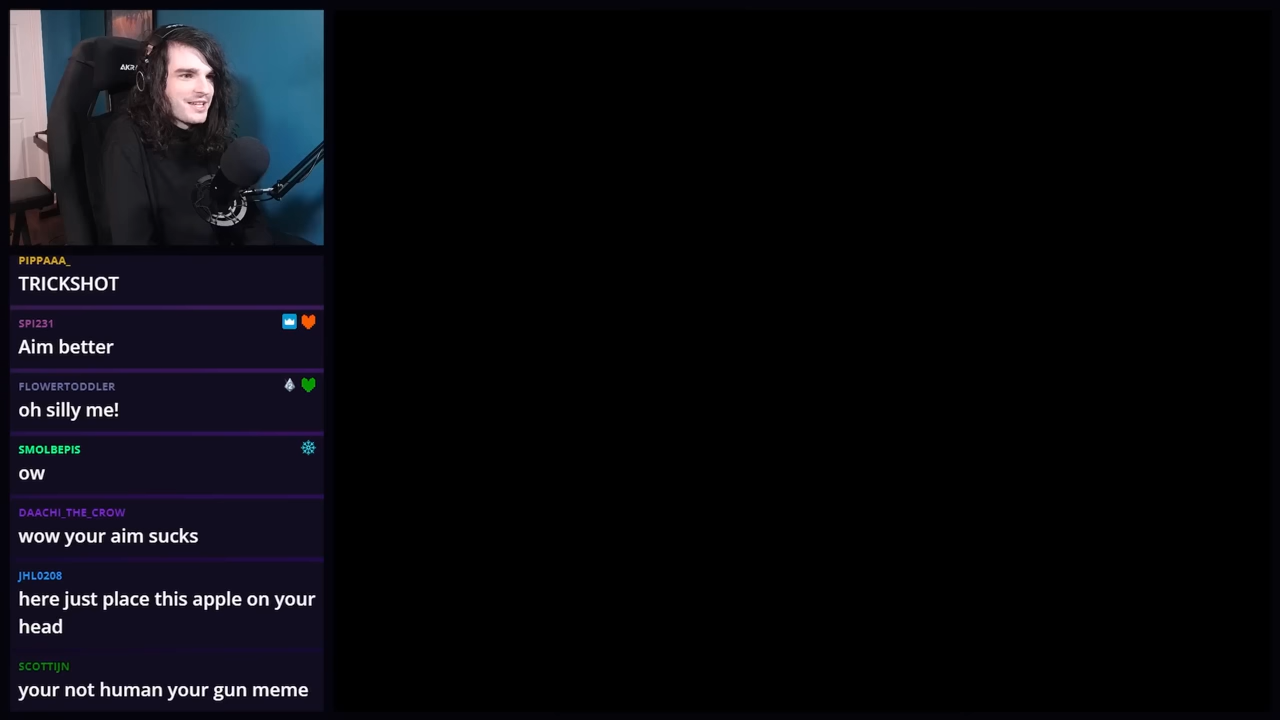 AKR
PIPPAAA_
TRICKSHOT
SPI231
Aim better
FLOWERTODDLER
oh silly me!
SMOLBEPIS
ow
DAACHI_THE_CROW
wow your aim sucks
JHL0208
here just place this apple on your
head
SCOTTIJN
your not human your gun meme